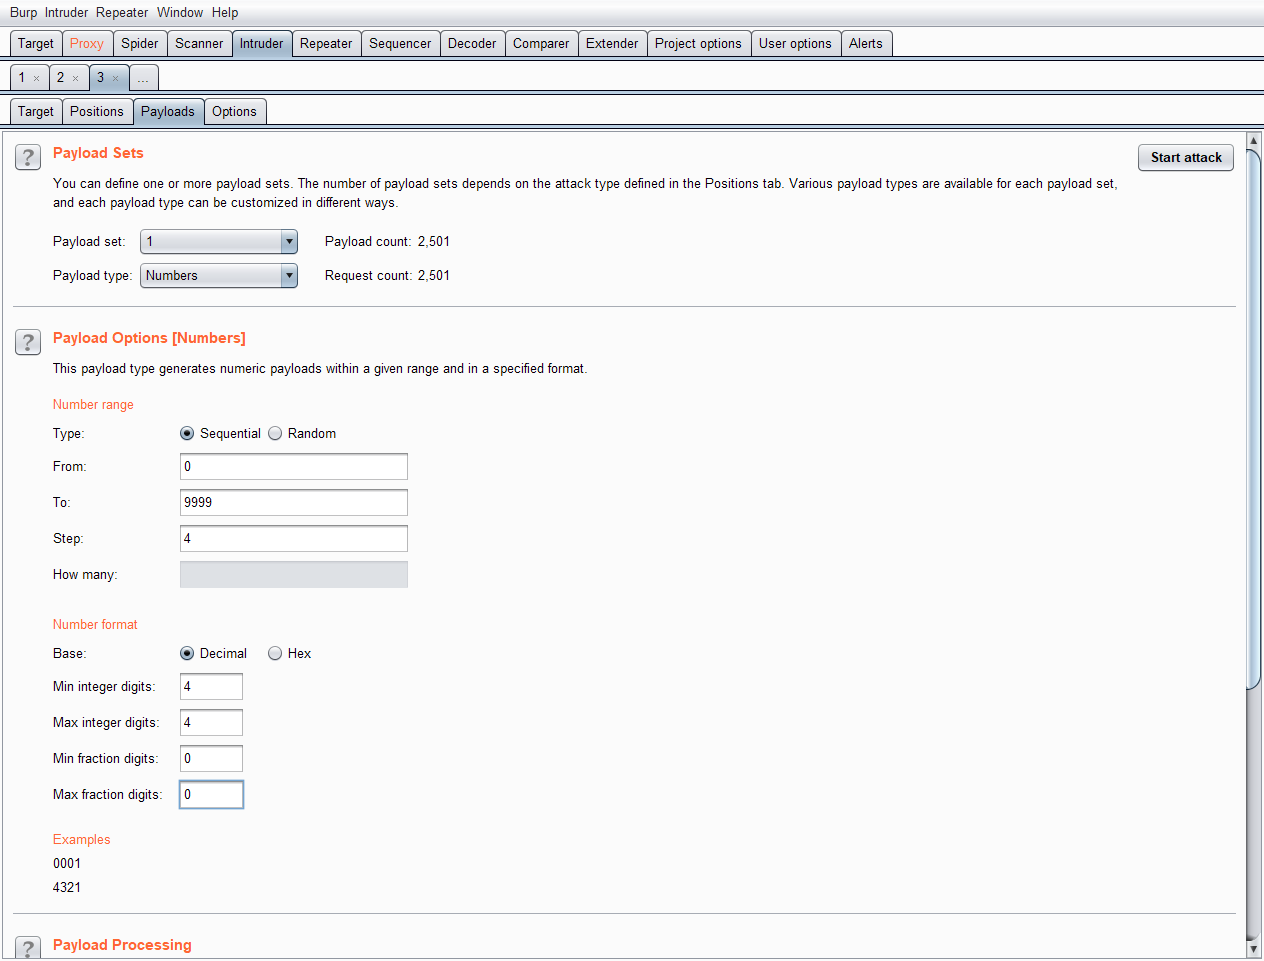 Burp Intruder Repeater Window Help
Target Proxy Spider Scanner Intruder Repeater Sequencer Decoder Comparer Extender Project options User options Alerts
1 × 2 × 3 × ...
Target Positions Payloads Options
? Payload Sets Start attack
You can define one or more payload sets. The number of payload sets depends on the attack type defined in the Positions tab. Various payload types are available for each payload set,
and each payload type can be customized in different ways.
Payload set: 1 Payload count: 2,501
Payload type: Numbers Request count: 2,501
? Payload Options [Numbers]
This payload type generates numeric payloads within a given range and in a specified format.
Number range
Type: Sequential Random
From: 0
To: 9999
Step: 4
How many:
Number format
Base: Decimal Hex
Min integer digits: 4
Max integer digits: 4
Min fraction digits: 0
Max fraction digits: 0
Examples
0001
4321
? Payload Processing